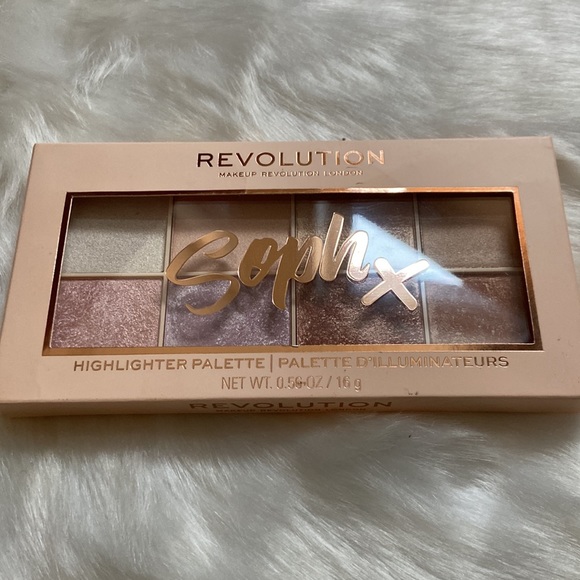 REVOLUTION
MAKEUP REVOLUTION LONDON
Soph x
HIGHLIGHTER PALETTE | PALETTE D'ILLUMINATEURS
NET WT. 0.56 OZ / 16 g
REVOLUTION